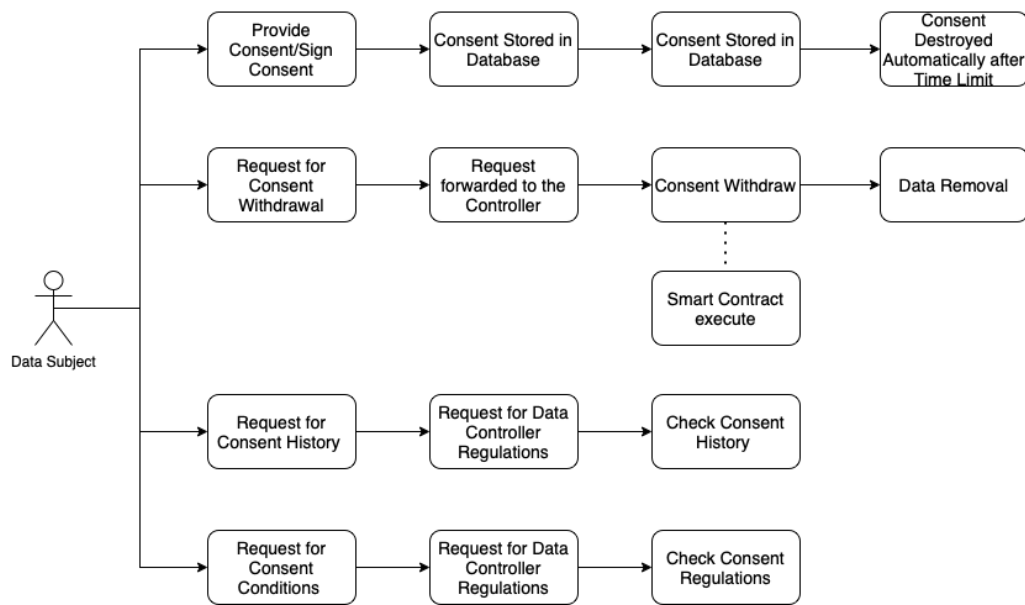 Provide
Consent/Sign
Consent
Consent Stored in
Database
Consent Stored in
Database
Consent
Destroyed
Automatically after
Time Limit
Request for
Consent
Withdrawal
Request
forwarded to the
Controller
Consent Withdraw
Data Removal
Smart Contract
execute
Data Subject
Request for
Consent History
Request for Data
Controller
Regulations
Check Consent
History
Request for
Consent
Conditions
Request for Data
Controller
Regulations
Check Consent
Regulations